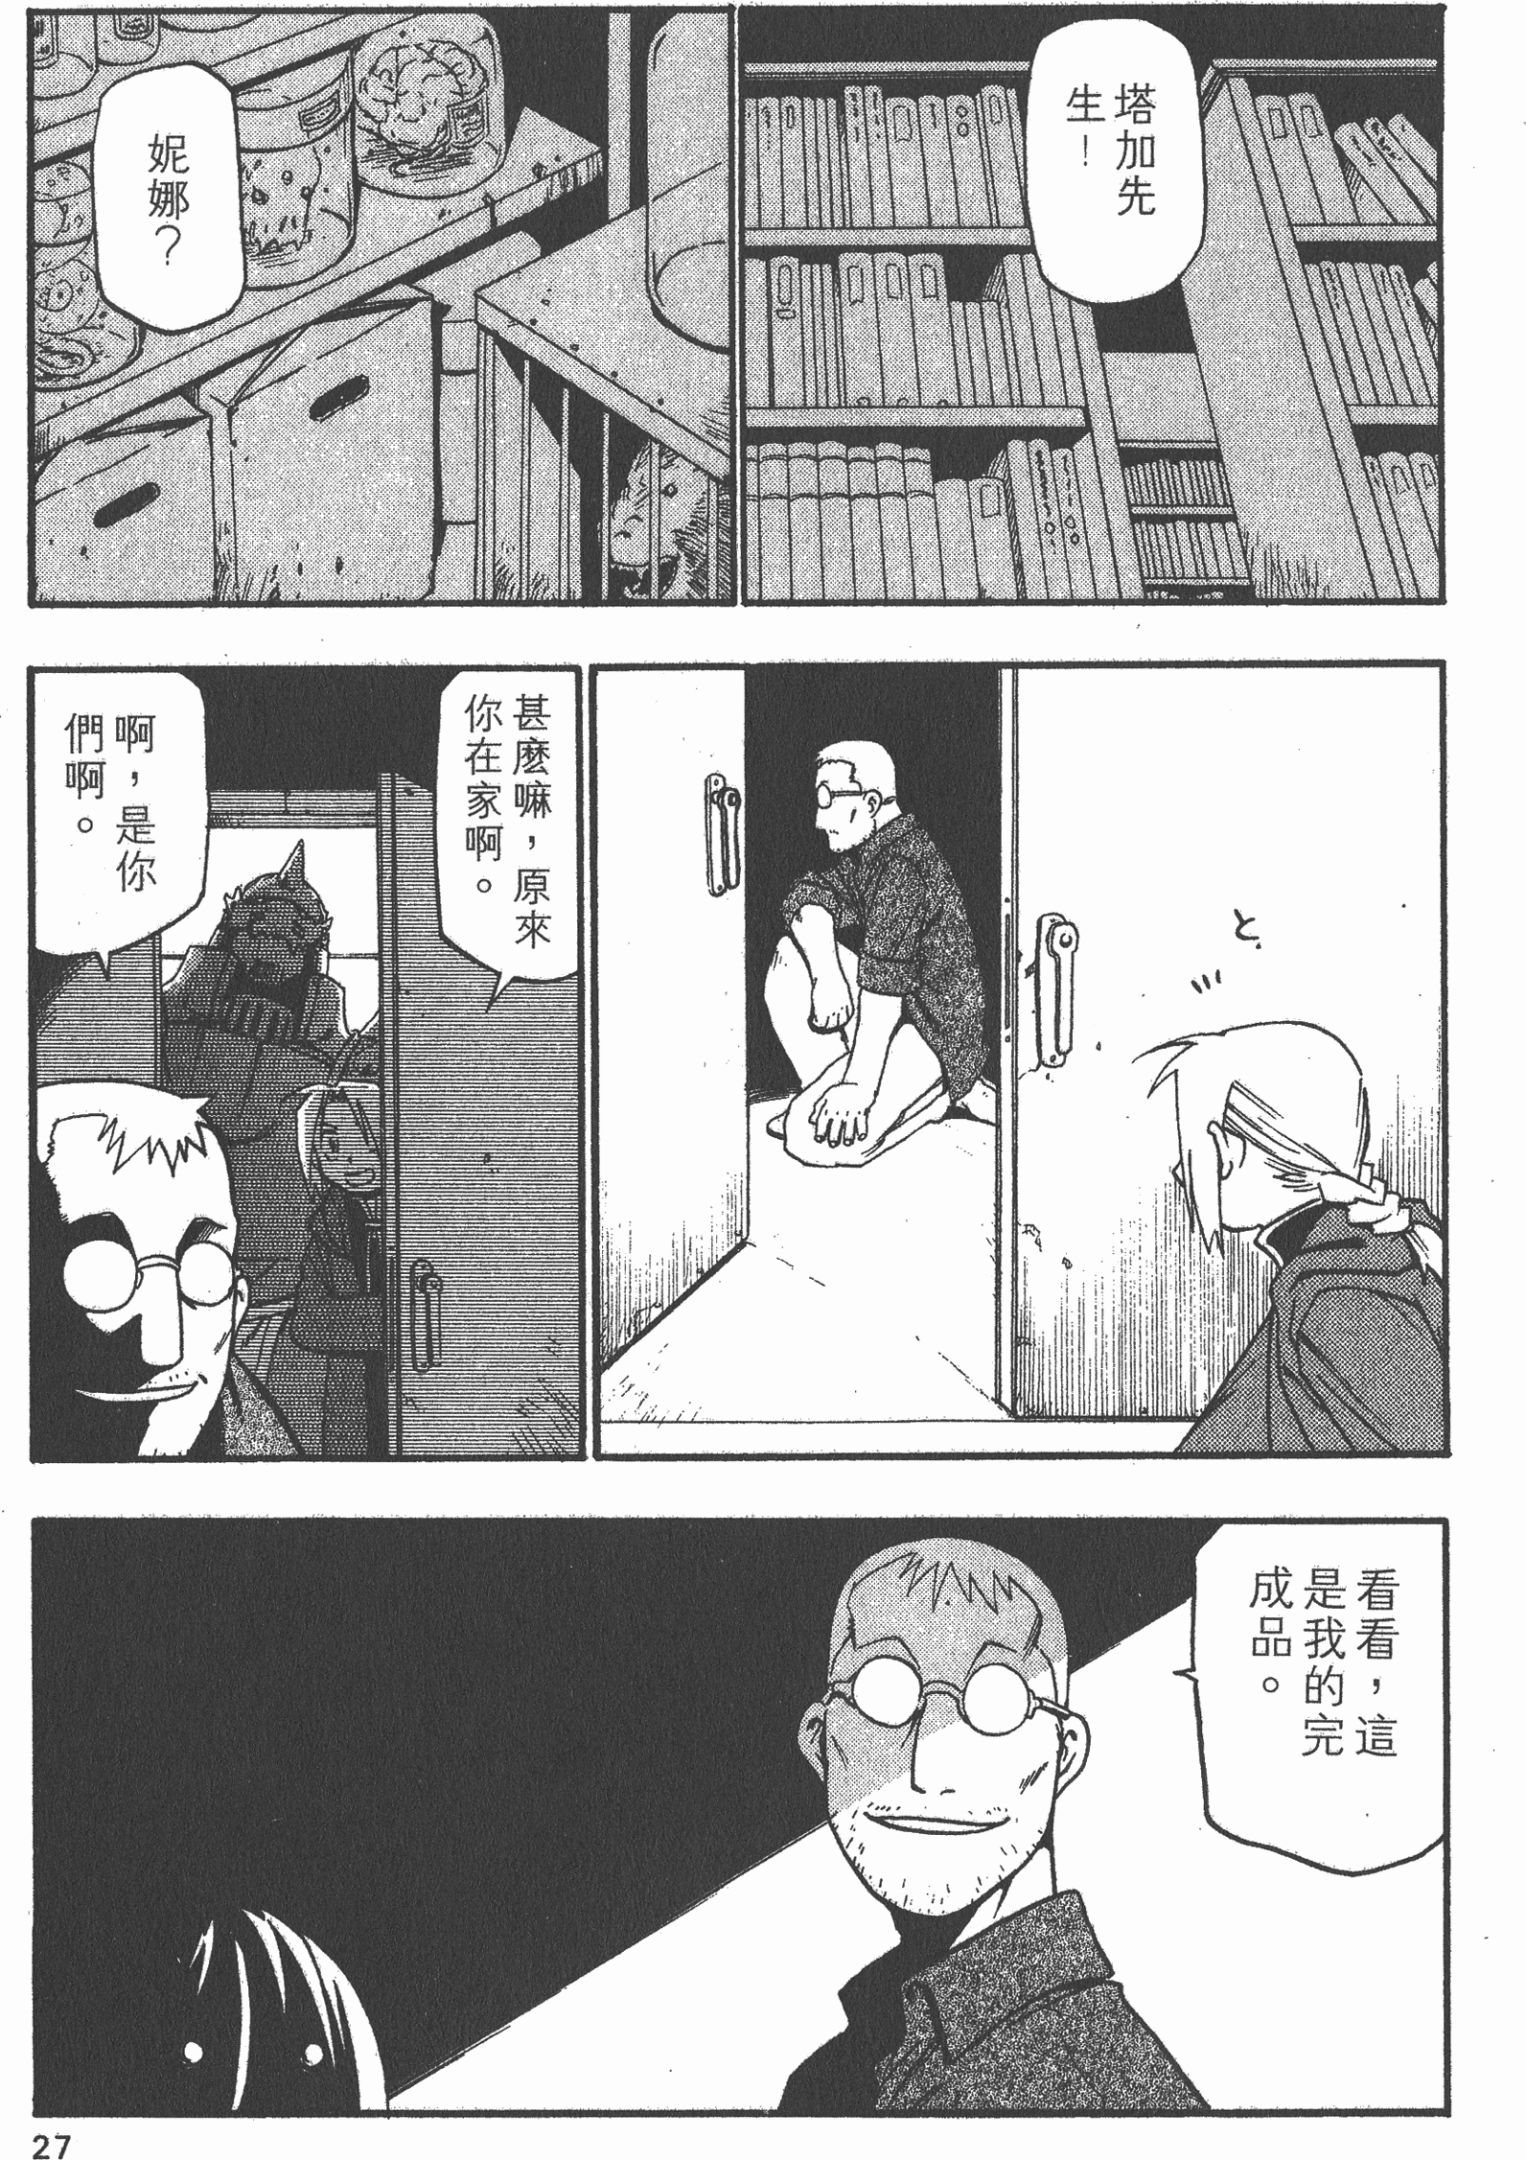 塔加先
生！
妮娜？
と
甚麼嘛，原來
你在家啊。
啊，是你
們啊。
看看，這
是我的完
成品。
27